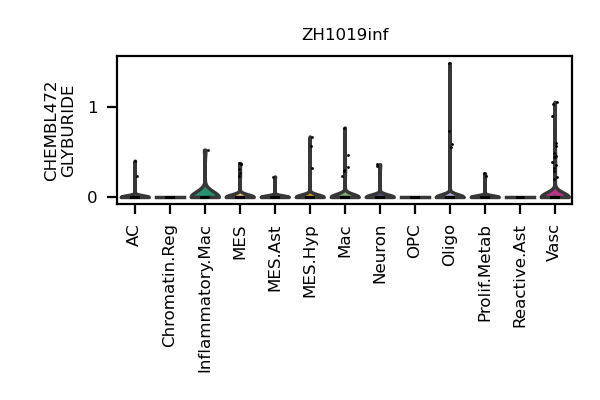 ZH1019inf
CHEMBL472
GLYBURIDE
1
0
AC
Chromatin.Reg
Inflammatory.Mac
MES
MES.Ast
MES.Hyp
Mac
Neuron
OPC
Oligo
Prolif.Metab
Reactive.Ast
Vasc